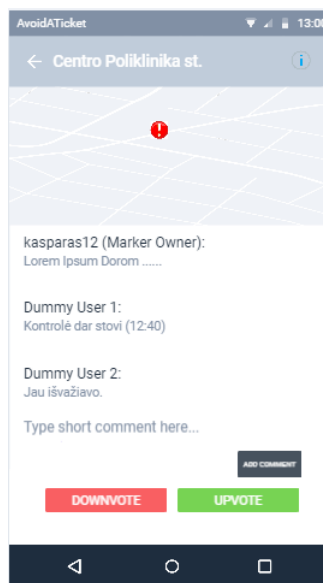 AvoidATicket 13:00
Centro Poliklinika st.
kasparas12 (Marker Owner):
Lorem Ipsum Dorom ......
Dummy User 1:
Kontrolė dar stovi (12:40)
Dummy User 2:
Jau išvažiavo.
Type short comment here...
ADD COMMENT
DOWNVOTE UPVOTE